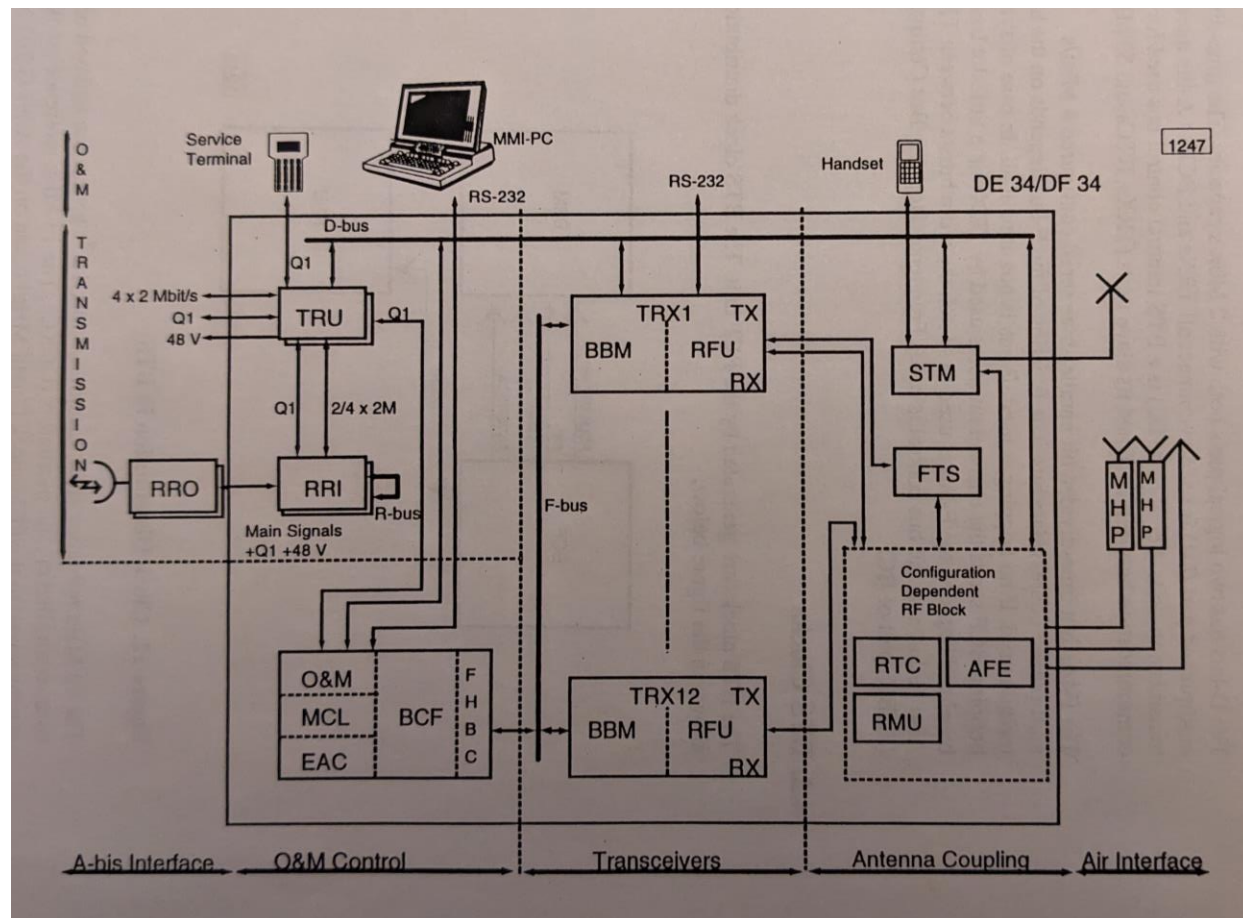 O
&
M
TRANSMISSION
Service
Terminal
MMI-PC
RS-232
RS-232
Handset
DE 34/DF 34
1247
D-bus
Q1
4 x 2 Mbit/s
Q1
48 V
TRU
Q1
Q1
2/4 x 2M
RRO
RRI
R-bus
Main Signals
+Q1 +48 V
F-bus
TRX1 TX
BBM RFU
RX
STM
FTS
MHP
MHP
Configuration
Dependent
RF Block
RTC
AFE
RMU
O&M
MCL
EAC
BCF
FHBC
TRX12 TX
BBM RFU
RX
A-bis Interface
O&M Control
Transceivers
Antenna Coupling
Air Interface